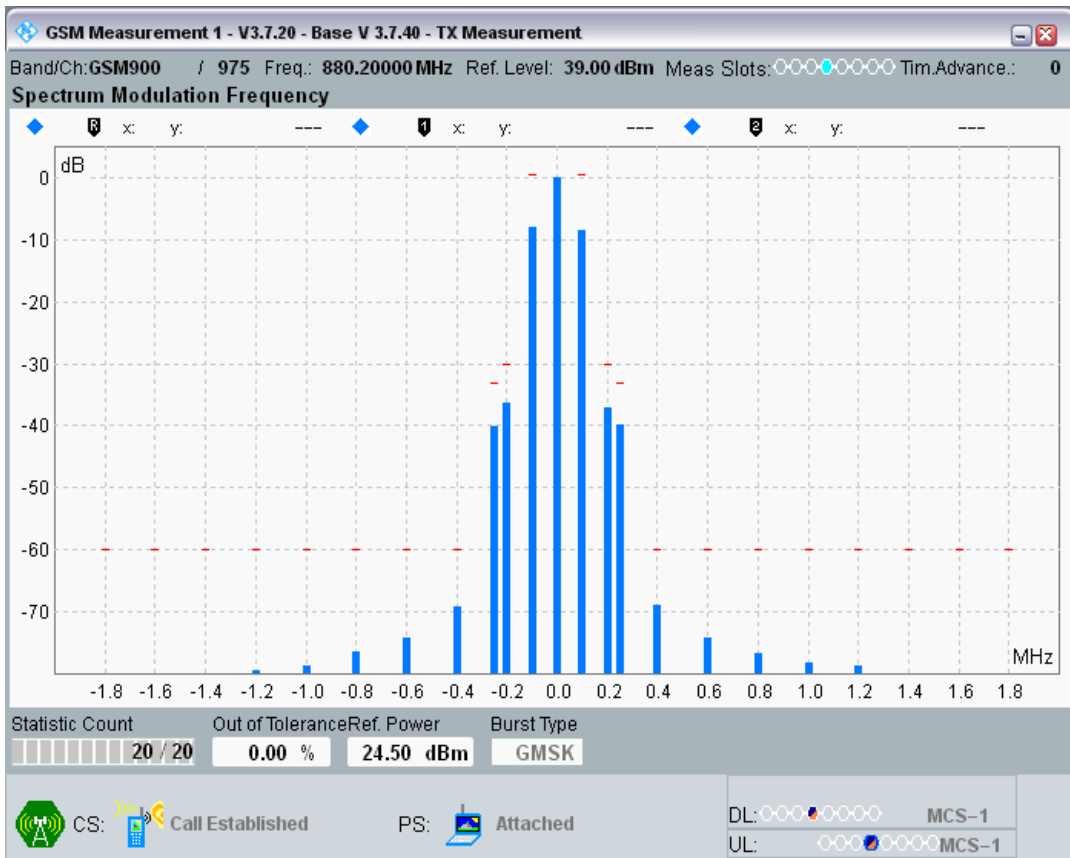 GSM Measurement 1 - V3.7.20 - Base V 3.7.40 - TX Measurement
Band/Ch:GSM900 / 975 Freq.: 880.20000 MHz Ref. Level: 39.00 dBm Meas Slots: Tim.Advance.: 0
Spectrum Modulation Frequency
R x: y: --- 1 x: y: --- 2 x: y: ---
dB
0
-10
-20
-30
-40
-50
-60
-70
MHz
-1.8 -1.6 -1.4 -1.2 -1.0 -0.8 -0.6 -0.4 -0.2 0.0 0.2 0.4 0.6 0.8 1.0 1.2 1.4 1.6 1.8
Statistic Count Out of Tolerance Ref. Power Burst Type
20 / 20 0.00 % 24.50 dBm GMSK
CS: Call Established PS: Attached
DL: MCS-1
UL: MCS-1